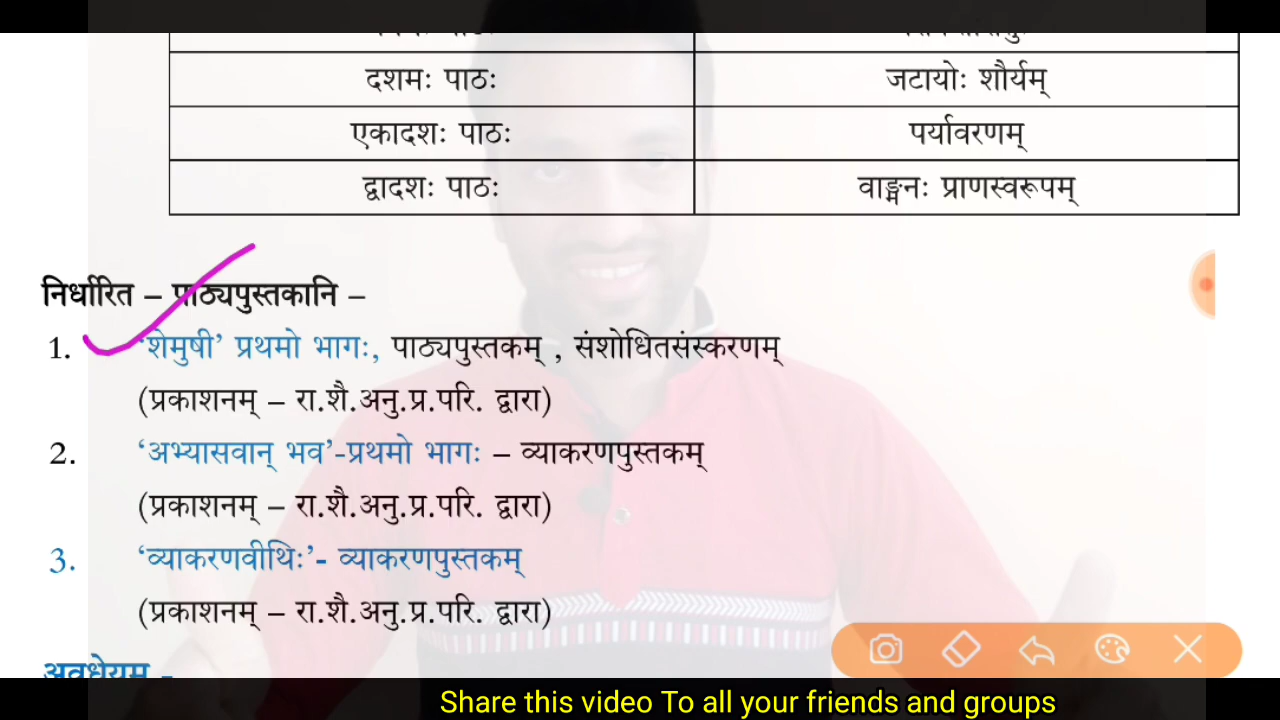 दशमः पाठः जटायोः शौर्यम्
एकादशः पाठः पर्यावरणम्
द्वादशः पाठः वाङ्मनः प्राणस्वरूपम्
निर्धारित – पाठ्यपुस्तकानि –
1. ‘शेमुषी’ प्रथमो भागः, पाठ्यपुस्तकम् , संशोधितसंस्करणम्
(प्रकाशनम् – रा.शै.अनु.प्र.परि. द्वारा)
2. ‘अभ्यासवान् भव’-प्रथमो भागः – व्याकरणपुस्तकम्
(प्रकाशनम् – रा.शै.अनु.प्र.परि. द्वारा)
3. ‘व्याकरणवीथिः’- व्याकरणपुस्तकम्
(प्रकाशनम् – रा.शै.अनु.प्र.परि. द्वारा)
अवधेयम् -
Share this video To all your friends and groups